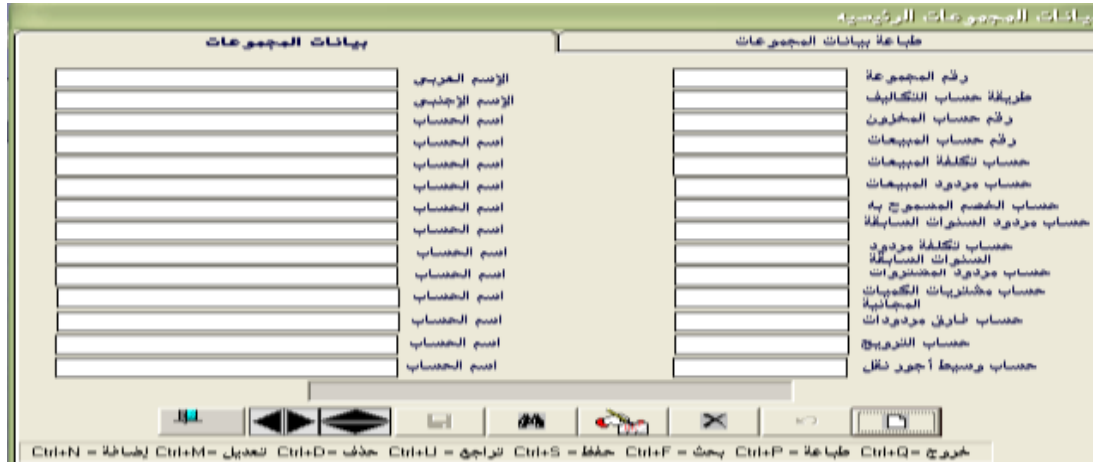 بيانات المجموعات الرئيسيه
طباعة بيانات المجموعات
بيانات المجموعات
رقم المجموعة
الإسم العربي
طريقة حساب التكاليف
الإسم الإجنبي
رقم حساب المخزون
اسم الحساب
رقم حساب المبيعات
اسم الحساب
حساب تكلفة المبيعات
اسم الحساب
حساب مردود المبيعات
اسم الحساب
حساب الخصم المسموح به
اسم الحساب
حساب مردود السنوات السابقة
اسم الحساب
حساب تكلفة مردود
السنوات السابقة
اسم الحساب
حساب مردود المشتروات
اسم الحساب
حساب مشتريات الكميات
المجانية
اسم الحساب
حساب فارق مردودات
اسم الحساب
حساب الترويج
اسم الحساب
حساب وسيط أجور نقل
اسم الحساب
خروج = Ctrl+Q طباعة = Ctrl+P بحث = Ctrl+F حفظ = Ctrl+S تراجع = Ctrl+U حذف = Ctrl+D تعديل = Ctrl+M إضافة = Ctrl+N